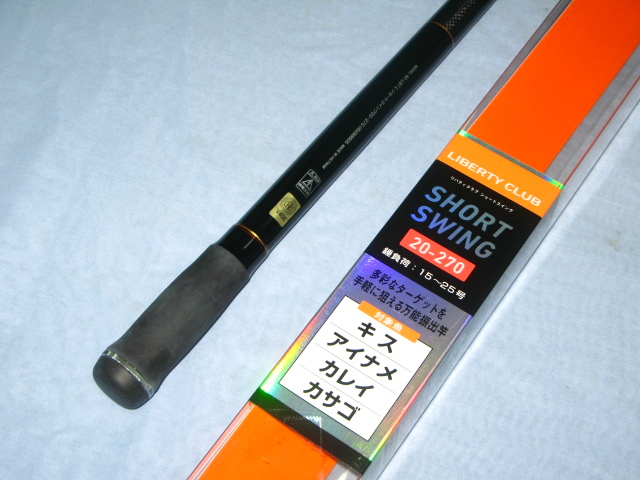 LIBERTY CLUB
リバティクラブ ショートスイング
SHORT
SWING
20-270
錘負荷：15～25号
多彩なターゲットを
手軽に狙える万能振出竿
対象魚
キス
アイナメ
カレイ
カサゴ